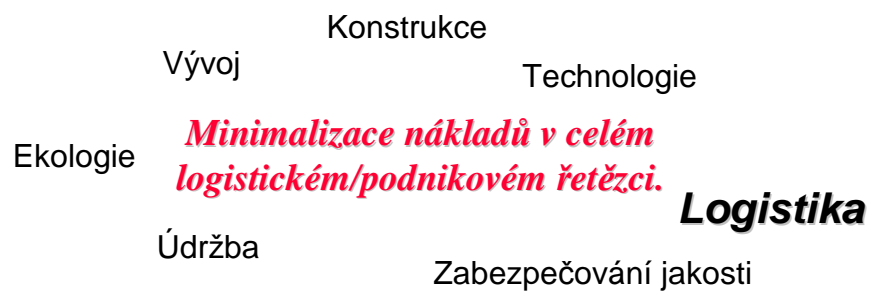 Konstrukce
Vývoj
Technologie
Minimalizace nákladů v celém
Ekologie
logistickém/podnikovém řetězci.
Logistika
Údržba
Zabezpečování jakosti